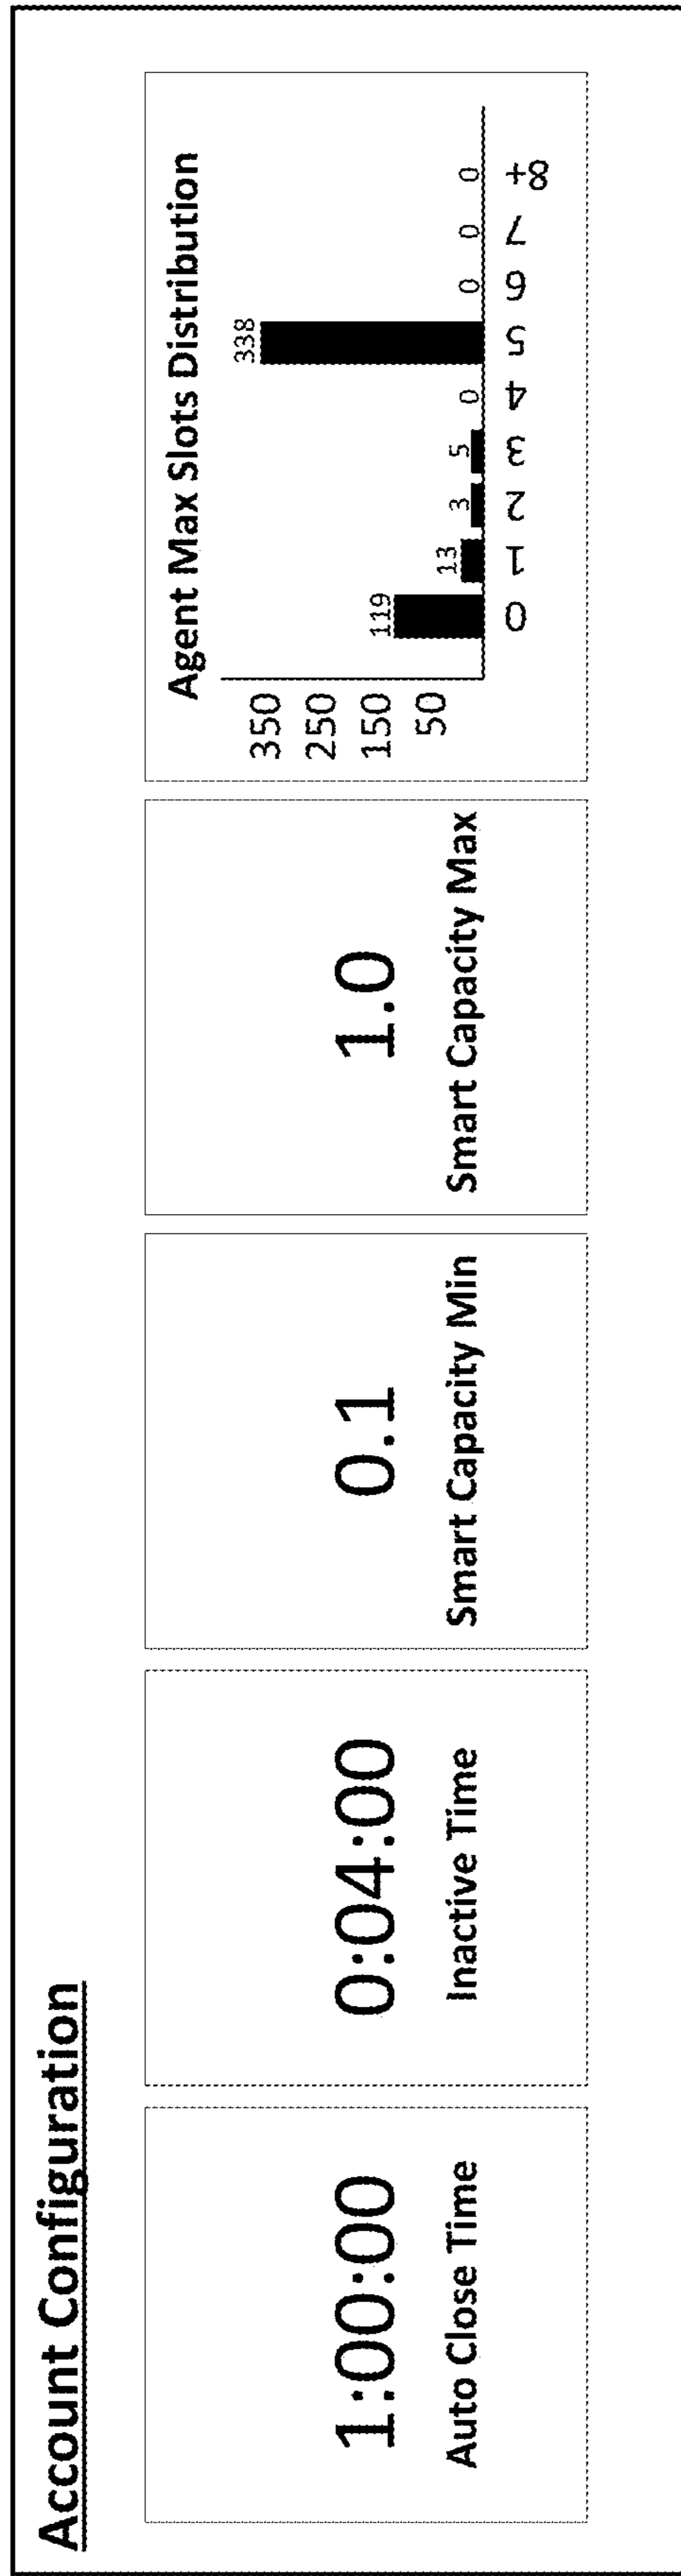 Account Configuration
1:00:00
Auto Close Time
0:04:00
Inactive Time
0.1
Smart Capacity Min
1.0
Smart Capacity Max
Agent Max Slots Distribution
350
250
150
50
119 13 3 5 0 338 0 0 0
0 1 2 3 4 5 6 7 8+